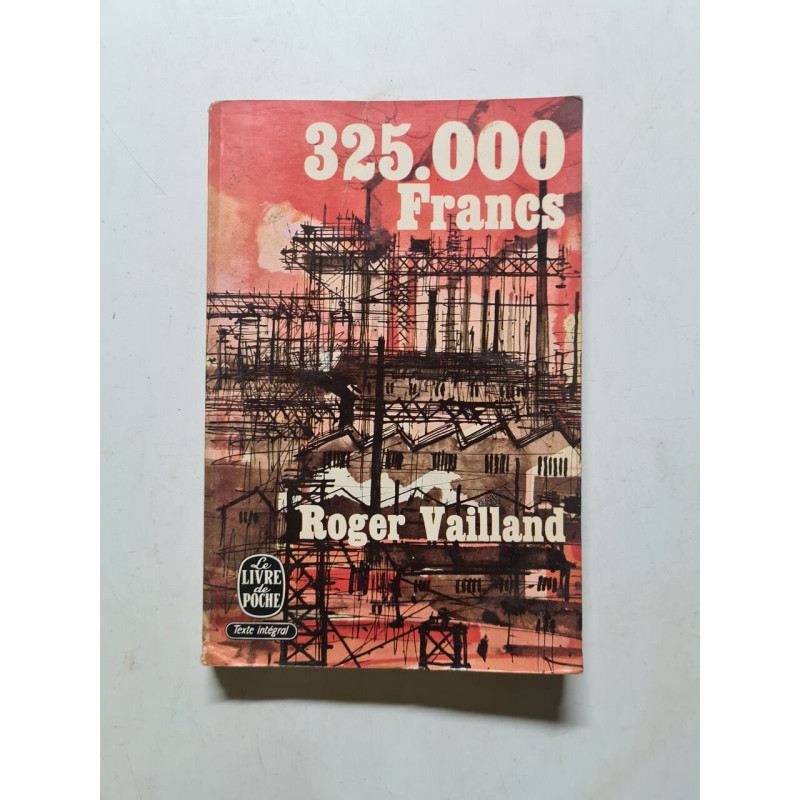 325.000
Francs
Roger Vailland
Le
LIVRE
de
POCHE
Texte intégral